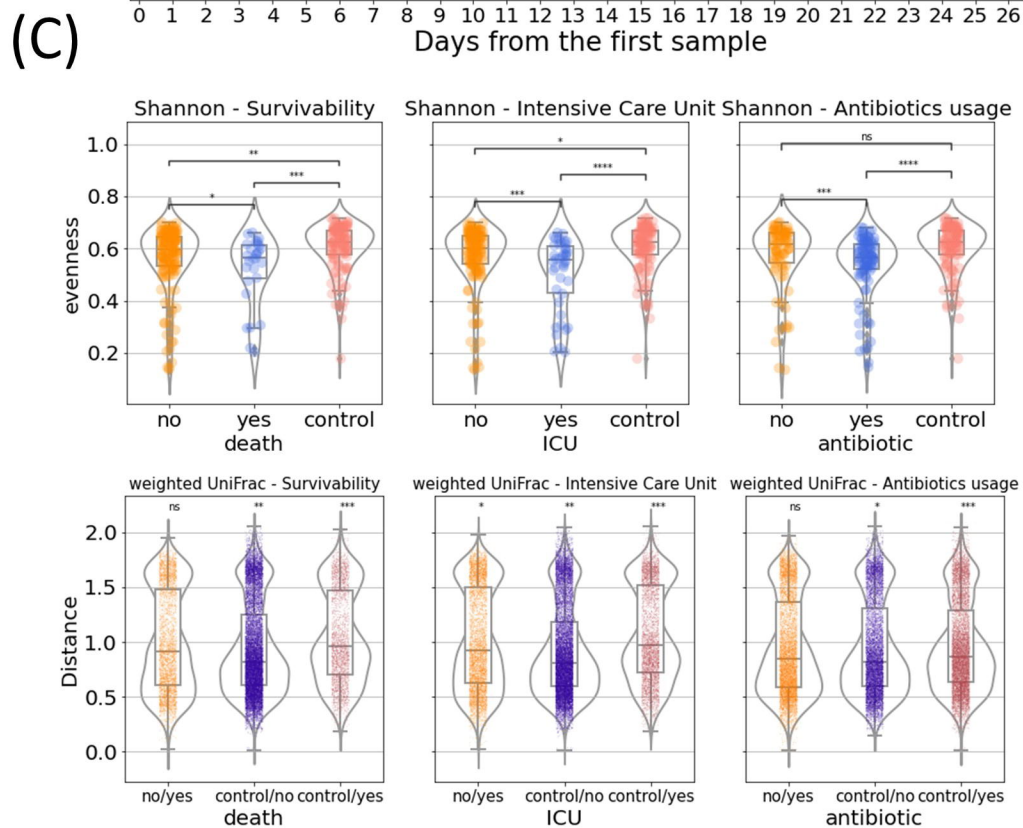 0 1 2 3 4 5 6 7 8 9 10 11 12 13 14 15 16 17 18 19 20 21 22 23 24 25 26
Days from the first sample
(C)
Shannon - Survivability Shannon - Intensive Care Unit Shannon - Antibiotics usage
1.0 ** * ns
*** **** ****
0.8 * *** ***
0.6
evenness
0.4
0.2
no yes control no yes control no yes control
death ICU antibiotic
weighted UniFrac - Survivability weighted UniFrac - Intensive Care Unit weighted UniFrac - Antibiotics usage
ns ** *** * ** *** ns * ***
2.0
1.5
1.0
Distance
0.5
0.0
no/yes control/no control/yes no/yes control/no control/yes no/yes control/no control/yes
death ICU antibiotic